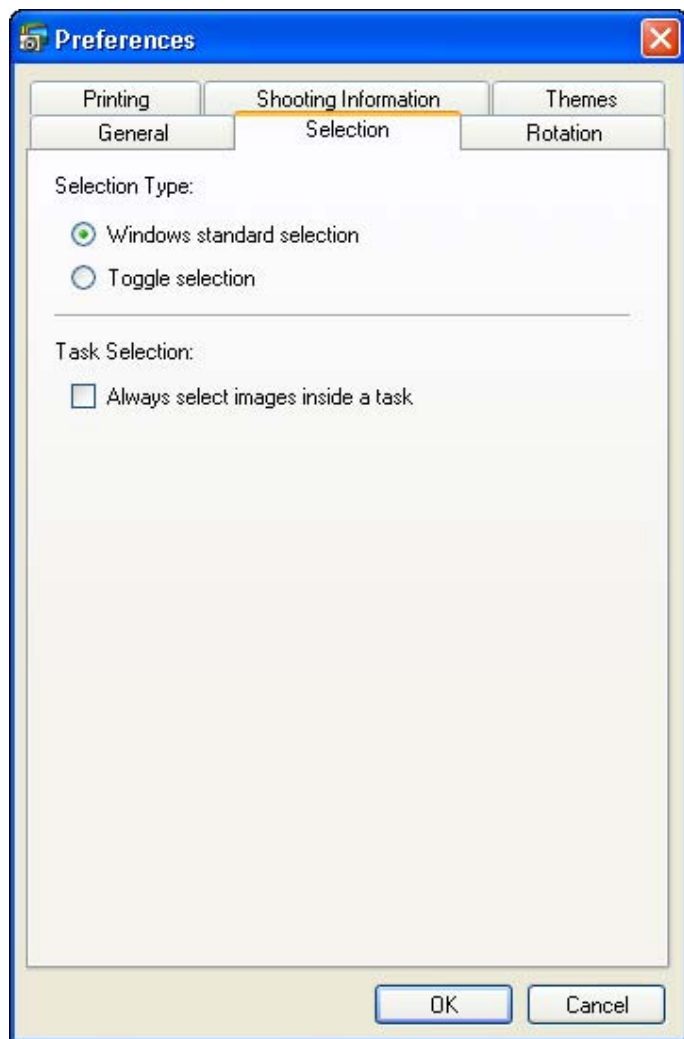 Preferences
Printing Shooting Information Themes
General Selection Rotation
Selection Type:
Windows standard selection
Toggle selection
Task Selection:
Always select images inside a task
OK Cancel